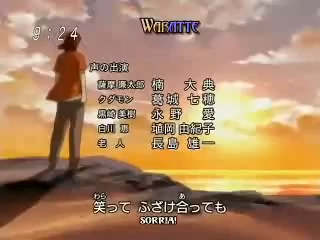 9:24
WARATTE
声の出演
薩摩 廉太郎 楠 大典
クダモン 葛城 七穂
黒崎 美樹 永野 愛
白川 恵 垣岡 由紀子
老人 長島 雄一
わら あ
笑って ふざけ合っても
SORRIA!